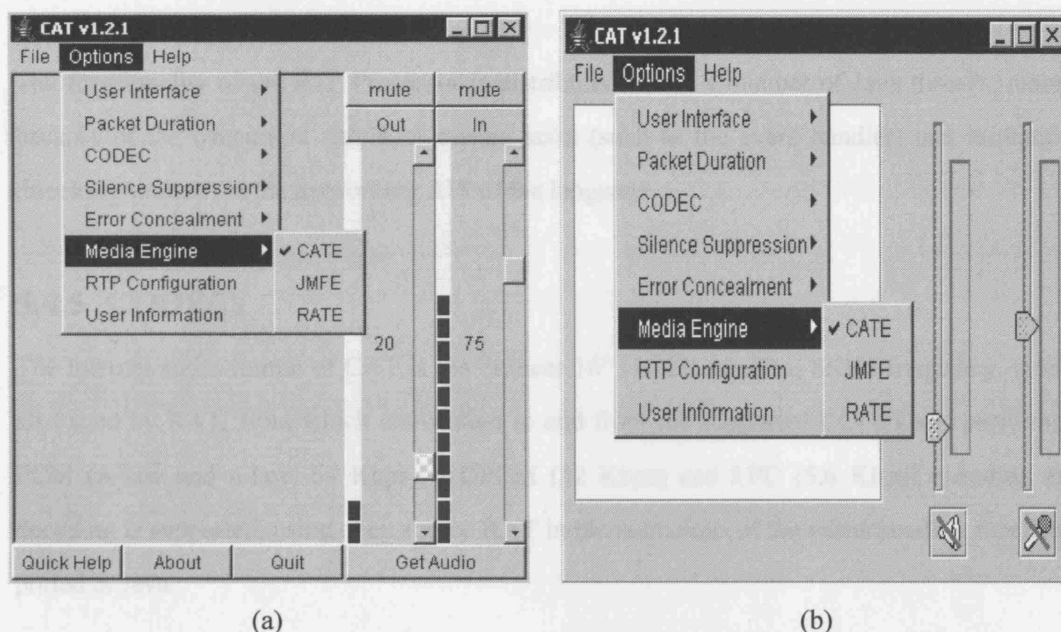 CAT v1.2.1
File Options Help
User Interface
Packet Duration
CODEC
Silence Suppression
Error Concealment
Media Engine
RTP Configuration
User Information
✔ CATE
JMFE
RATE
mute mute
Out In
20 75
Quick Help About Quit Get Audio
(a)
CAT v1.2.1
File Options Help
User Interface
Packet Duration
CODEC
Silence Suppression
Error Concealment
Media Engine
RTP Configuration
User Information
✔ CATE
JMFE
RATE
(b)